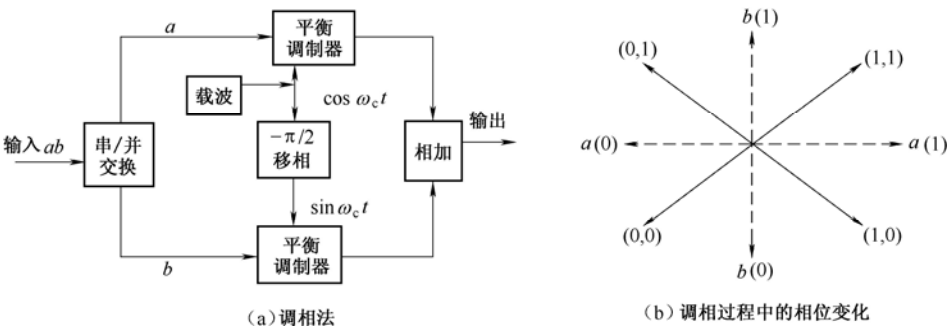 a
平衡
调制器
载波
cos ω_c t
输入 ab
串/并
交换
−π/2
移相
相加
输出
sin ω_c t
平衡
调制器
b
(a) 调相法
b(1)
(0,1)
(1,1)
a(0)
a(1)
(0,0)
(1,0)
b(0)
(b) 调相过程中的相位变化